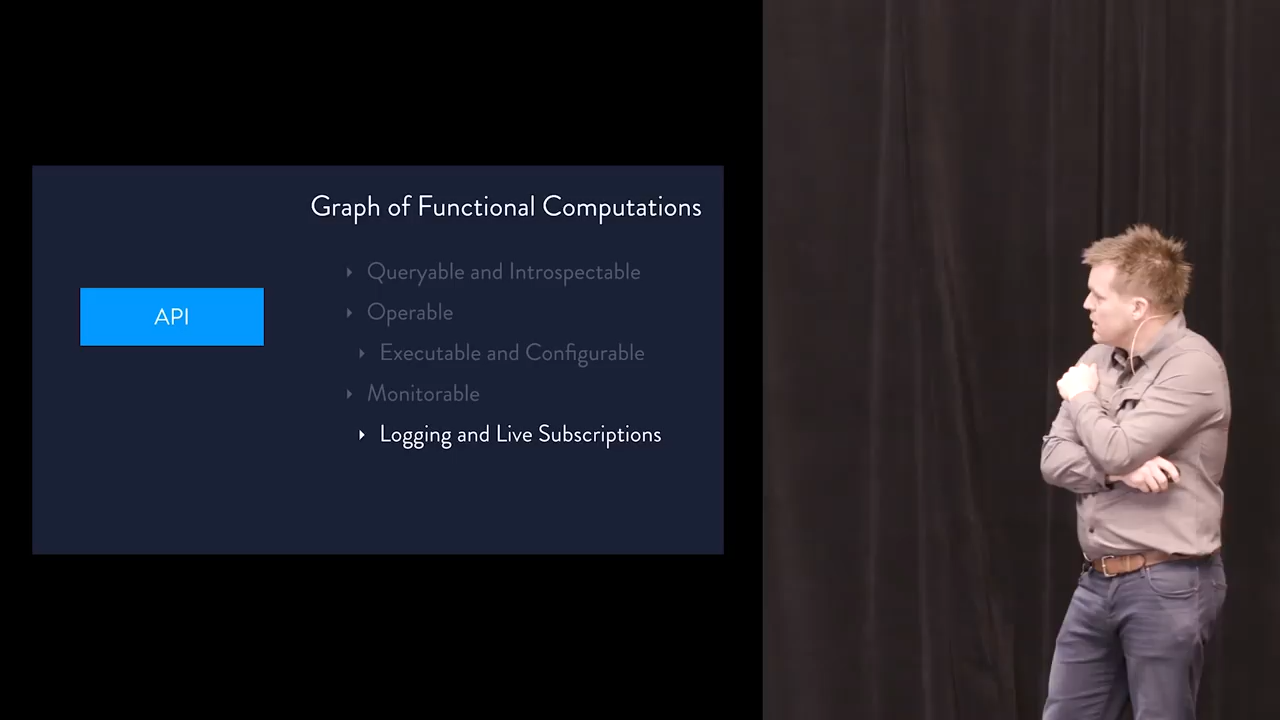 Graph of Functional Computations
Queryable and Introspectable
API
Operable
Executable and Configurable
Monitorable
Logging and Live Subscriptions